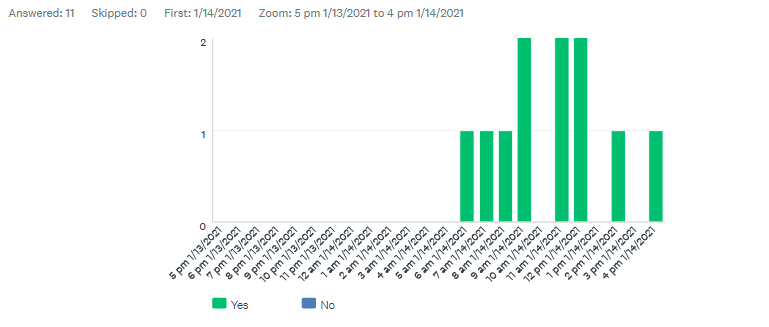 Answered: 11 Skipped: 0 First: 1/14/2021 Zoom: 5 pm 1/13/2021 to 4 pm 1/14/2021
2
1
0
5 pm 1/13/2021
6 pm 1/13/2021
7 pm 1/13/2021
8 pm 1/13/2021
9 pm 1/13/2021
10 pm 1/13/2021
11 pm 1/13/2021
12 am 1/14/2021
1 am 1/14/2021
2 am 1/14/2021
3 am 1/14/2021
4 am 1/14/2021
5 am 1/14/2021
6 am 1/14/2021
7 am 1/14/2021
8 am 1/14/2021
9 am 1/14/2021
10 am 1/14/2021
11 am 1/14/2021
12 pm 1/14/2021
1 pm 1/14/2021
2 pm 1/14/2021
3 pm 1/14/2021
4 pm 1/14/2021
Yes No